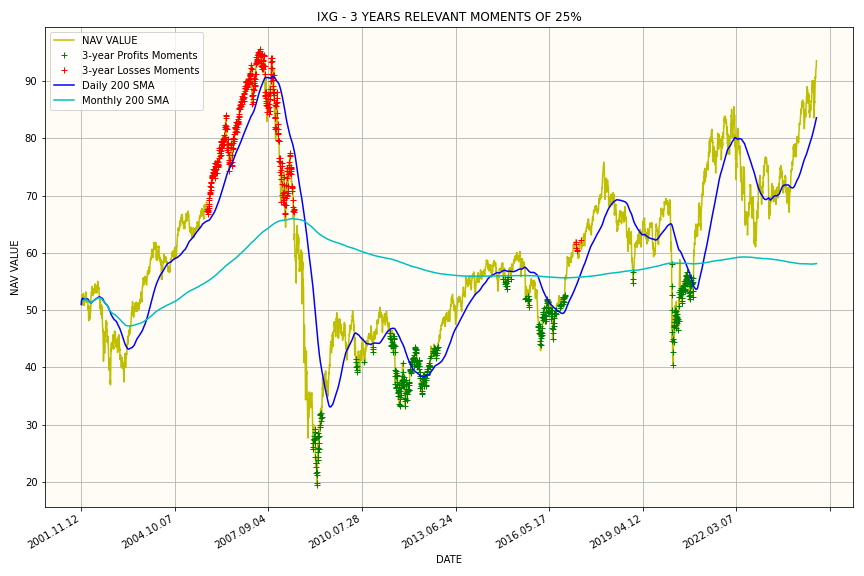 IXG - 3 YEARS RELEVANT MOMENTS OF 25%
NAV VALUE
3-year Profits Moments
3-year Losses Moments
Daily 200 SMA
Monthly 200 SMA
NAV VALUE
90
80
70
60
50
40
30
20
2001.11.12
2004.10.07
2007.09.04
2010.07.28
2013.06.24
2016.05.17
2019.04.12
2022.03.07
DATE